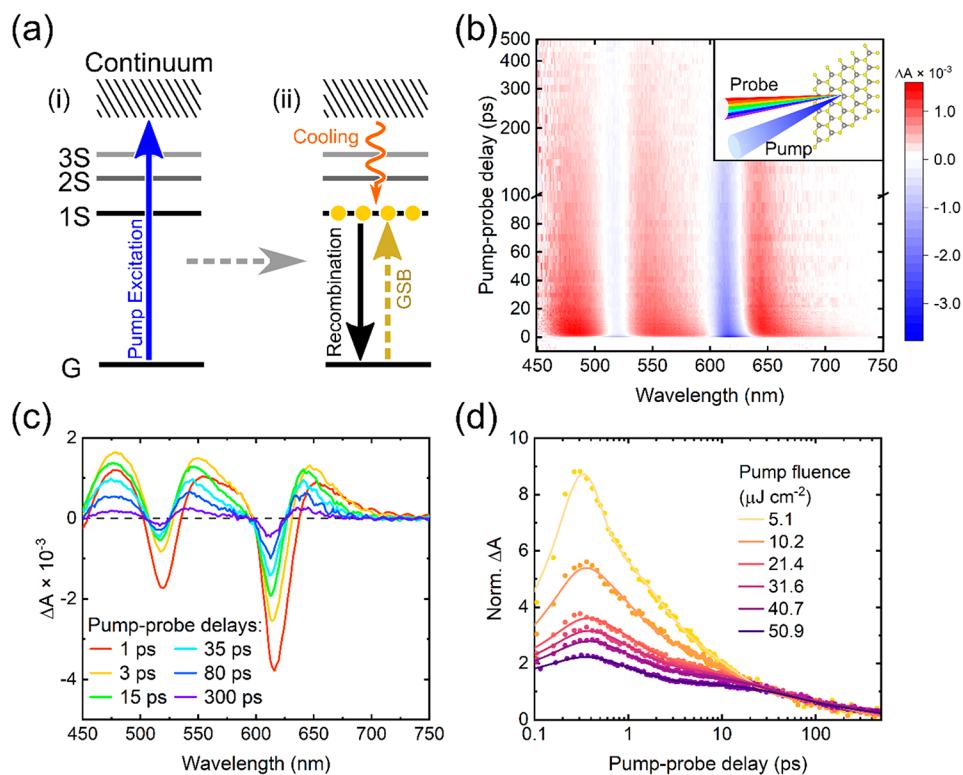 (a)
Continuum
(i)
(ii)
Cooling
3S
2S
1S
Pump Excitation
Recombination
GSB
G
(b)
500
400
300
200
100
80
60
40
20
0
Pump-probe delay (ps)
Probe
Pump
450 500 550 600 650 700 750
Wavelength (nm)
ΔA × 10⁻³
1.0
0.0
-1.0
-2.0
-3.0
(c)
2
0
-2
-4
ΔA × 10⁻³
Pump-probe delays:
1 ps 35 ps
3 ps 80 ps
15 ps 300 ps
450 500 550 600 650 700 750
Wavelength (nm)
(d)
10
8
6
4
2
0
Norm. ΔA
Pump fluence
(μJ cm⁻²)
5.1
10.2
21.4
31.6
40.7
50.9
0.1 1 10 100
Pump-probe delay (ps)